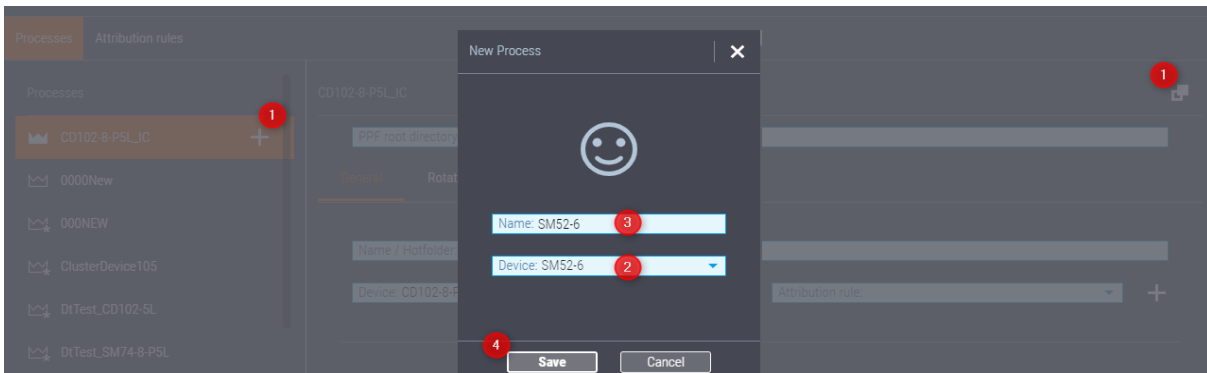 Processes
Attribution rules
New Process
1
Processes
1
CD102-8-P5L_IC
CD102-8-P5L_IC
PPF root directory
0000New
General
Rotat
000NEW
Name: SM52-6
3
Name / Hotfolder
ClusterDevice105
Device: SM52-6
2
Device: CD102-8-P
Attribution rule:
DtTest_CD102-5L
4
DtTest_SM74-8-P5L
Save
Cancel